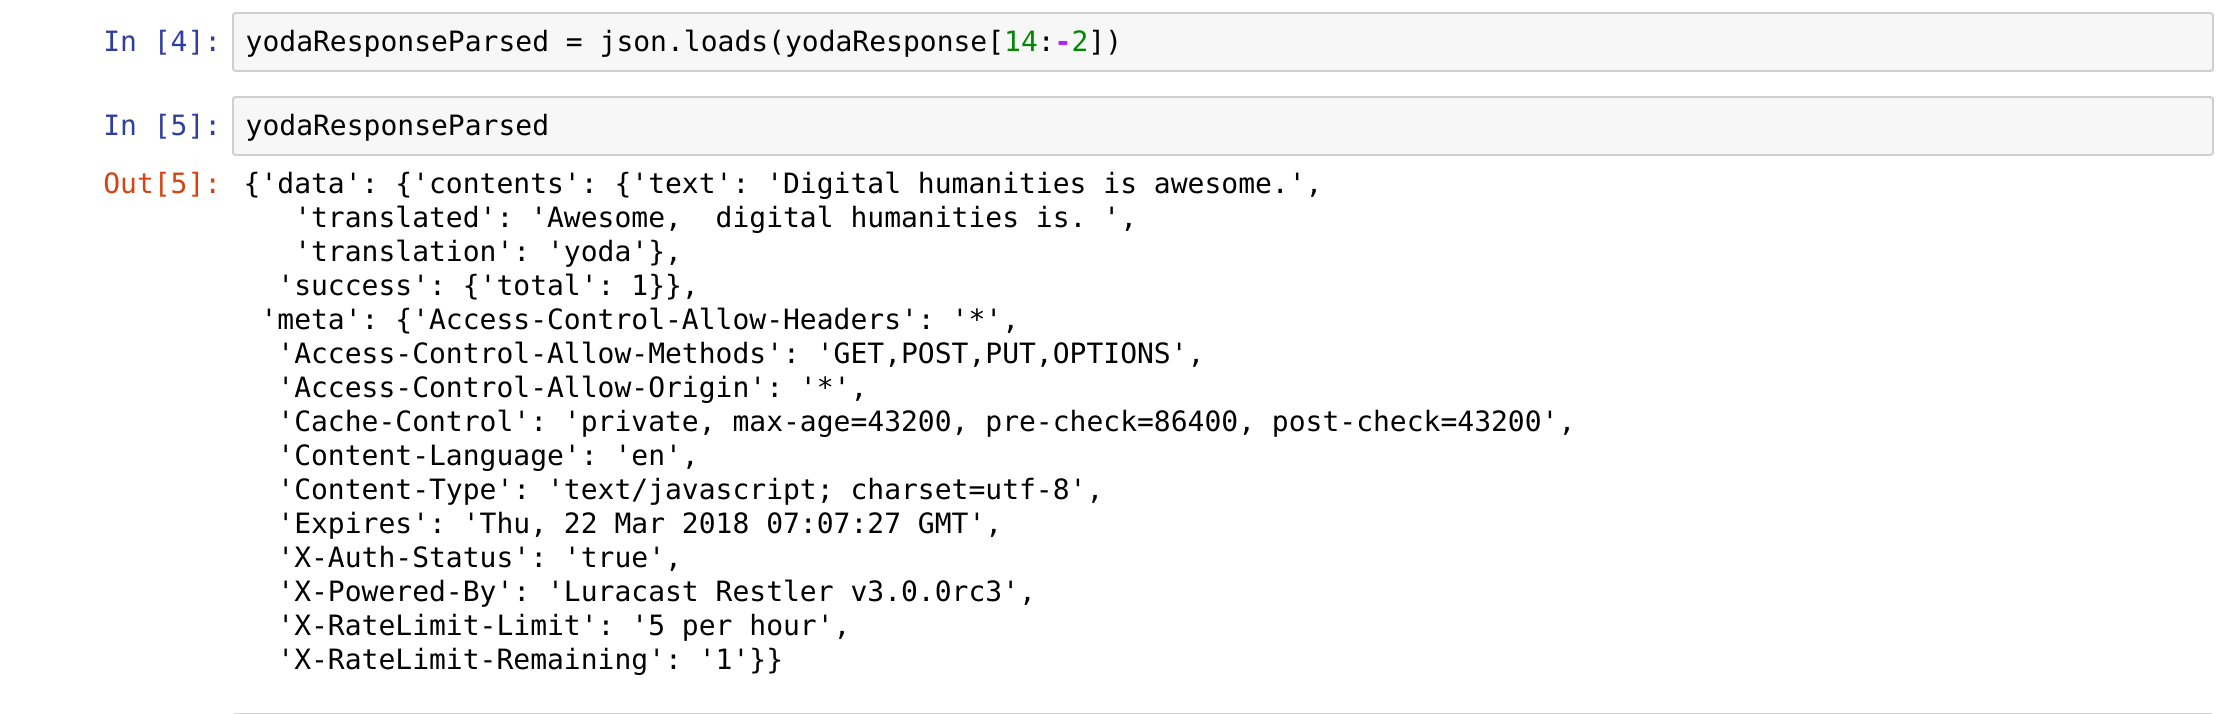 In [4]: yodaResponseParsed = json.loads(yodaResponse[14:-2])
In [5]: yodaResponseParsed
Out[5]: {'data': {'contents': {'text': 'Digital humanities is awesome.',
   'translated': 'Awesome,  digital humanities is. ',
   'translation': 'yoda'},
  'success': {'total': 1}},
 'meta': {'Access-Control-Allow-Headers': '*',
  'Access-Control-Allow-Methods': 'GET,POST,PUT,OPTIONS',
  'Access-Control-Allow-Origin': '*',
  'Cache-Control': 'private, max-age=43200, pre-check=86400, post-check=43200',
  'Content-Language': 'en',
  'Content-Type': 'text/javascript; charset=utf-8',
  'Expires': 'Thu, 22 Mar 2018 07:07:27 GMT',
  'X-Auth-Status': 'true',
  'X-Powered-By': 'Luracast Restler v3.0.0rc3',
  'X-RateLimit-Limit': '5 per hour',
  'X-RateLimit-Remaining': '1'}}